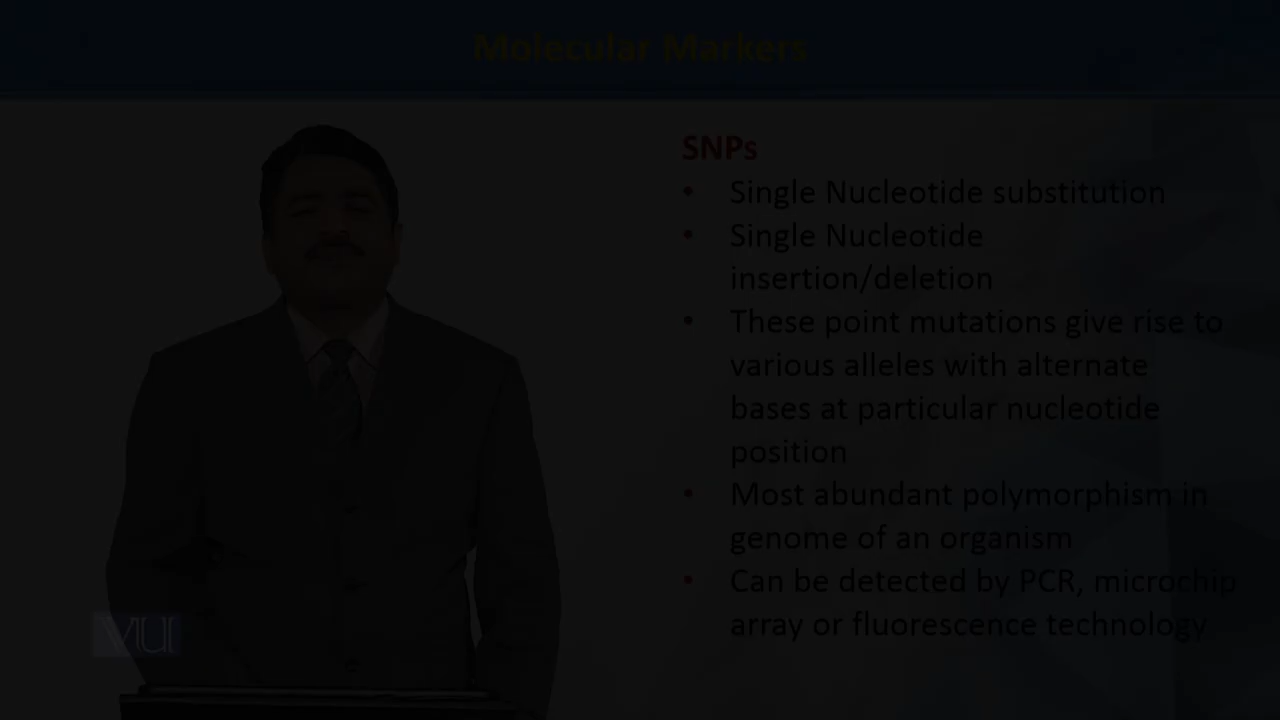 Molecular Markers
SNPs
• Single Nucleotide substitution
• Single Nucleotide
insertion/deletion
• These point mutations give rise to
various alleles with alternate
bases at particular nucleotide
position
• Most abundant polymorphism in
genome of an organism
• Can be detected by PCR, microchip
array or fluorescence technology
VU